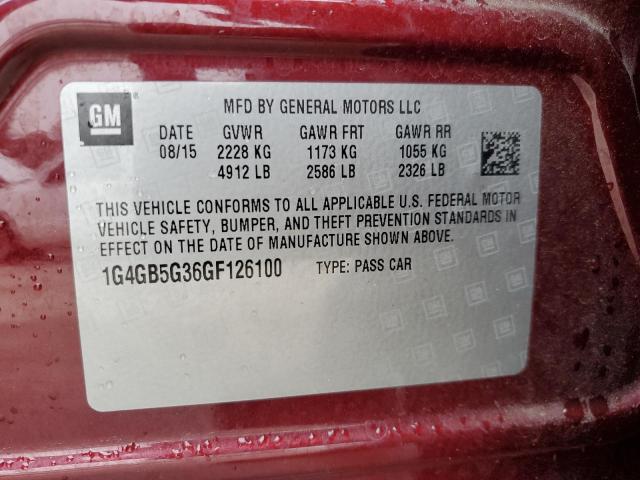 GM
MFD BY GENERAL MOTORS LLC
DATE GVWR GAWR FRT GAWR RR
08/15 2228 KG 1173 KG 1055 KG
4912 LB 2586 LB 2326 LB
THIS VEHICLE CONFORMS TO ALL APPLICABLE U.S. FEDERAL MOTOR
VEHICLE SAFETY, BUMPER, AND THEFT PREVENTION STANDARDS IN
EFFECT ON THE DATE OF MANUFACTURE SHOWN ABOVE.
1G4GB5G36GF126100 TYPE: PASS CAR